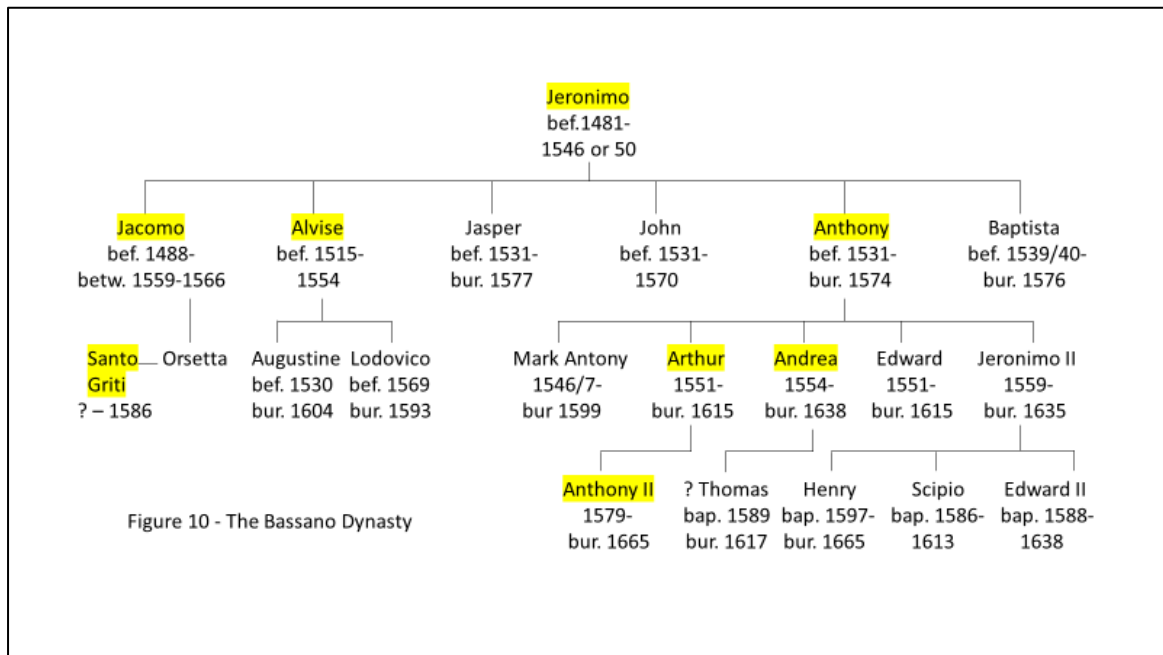 Jeronimo
bef.1481-
1546 or 50
Jacomo
bef. 1488-
betw. 1559-1566
Alvise
bef. 1515-
1554
Jasper
bef. 1531-
bur. 1577
John
bef. 1531-
1570
Anthony
bef. 1531-
bur. 1574
Baptista
bef. 1539/40-
bur. 1576
Santo
Griti
? – 1586
Orsetta
Augustine
bef. 1530
bur. 1604
Lodovico
bef. 1569
bur. 1593
Mark Antony
1546/7-
bur 1599
Arthur
1551-
bur. 1615
Andrea
1554-
bur. 1638
Edward
1551-
bur. 1615
Jeronimo II
1559-
bur. 1635
Anthony II
1579-
bur. 1665
? Thomas
bap. 1589
bur. 1617
Henry
bap. 1597-
bur. 1665
Scipio
bap. 1586-
1613
Edward II
bap. 1588-
1638
Figure 10 - The Bassano Dynasty